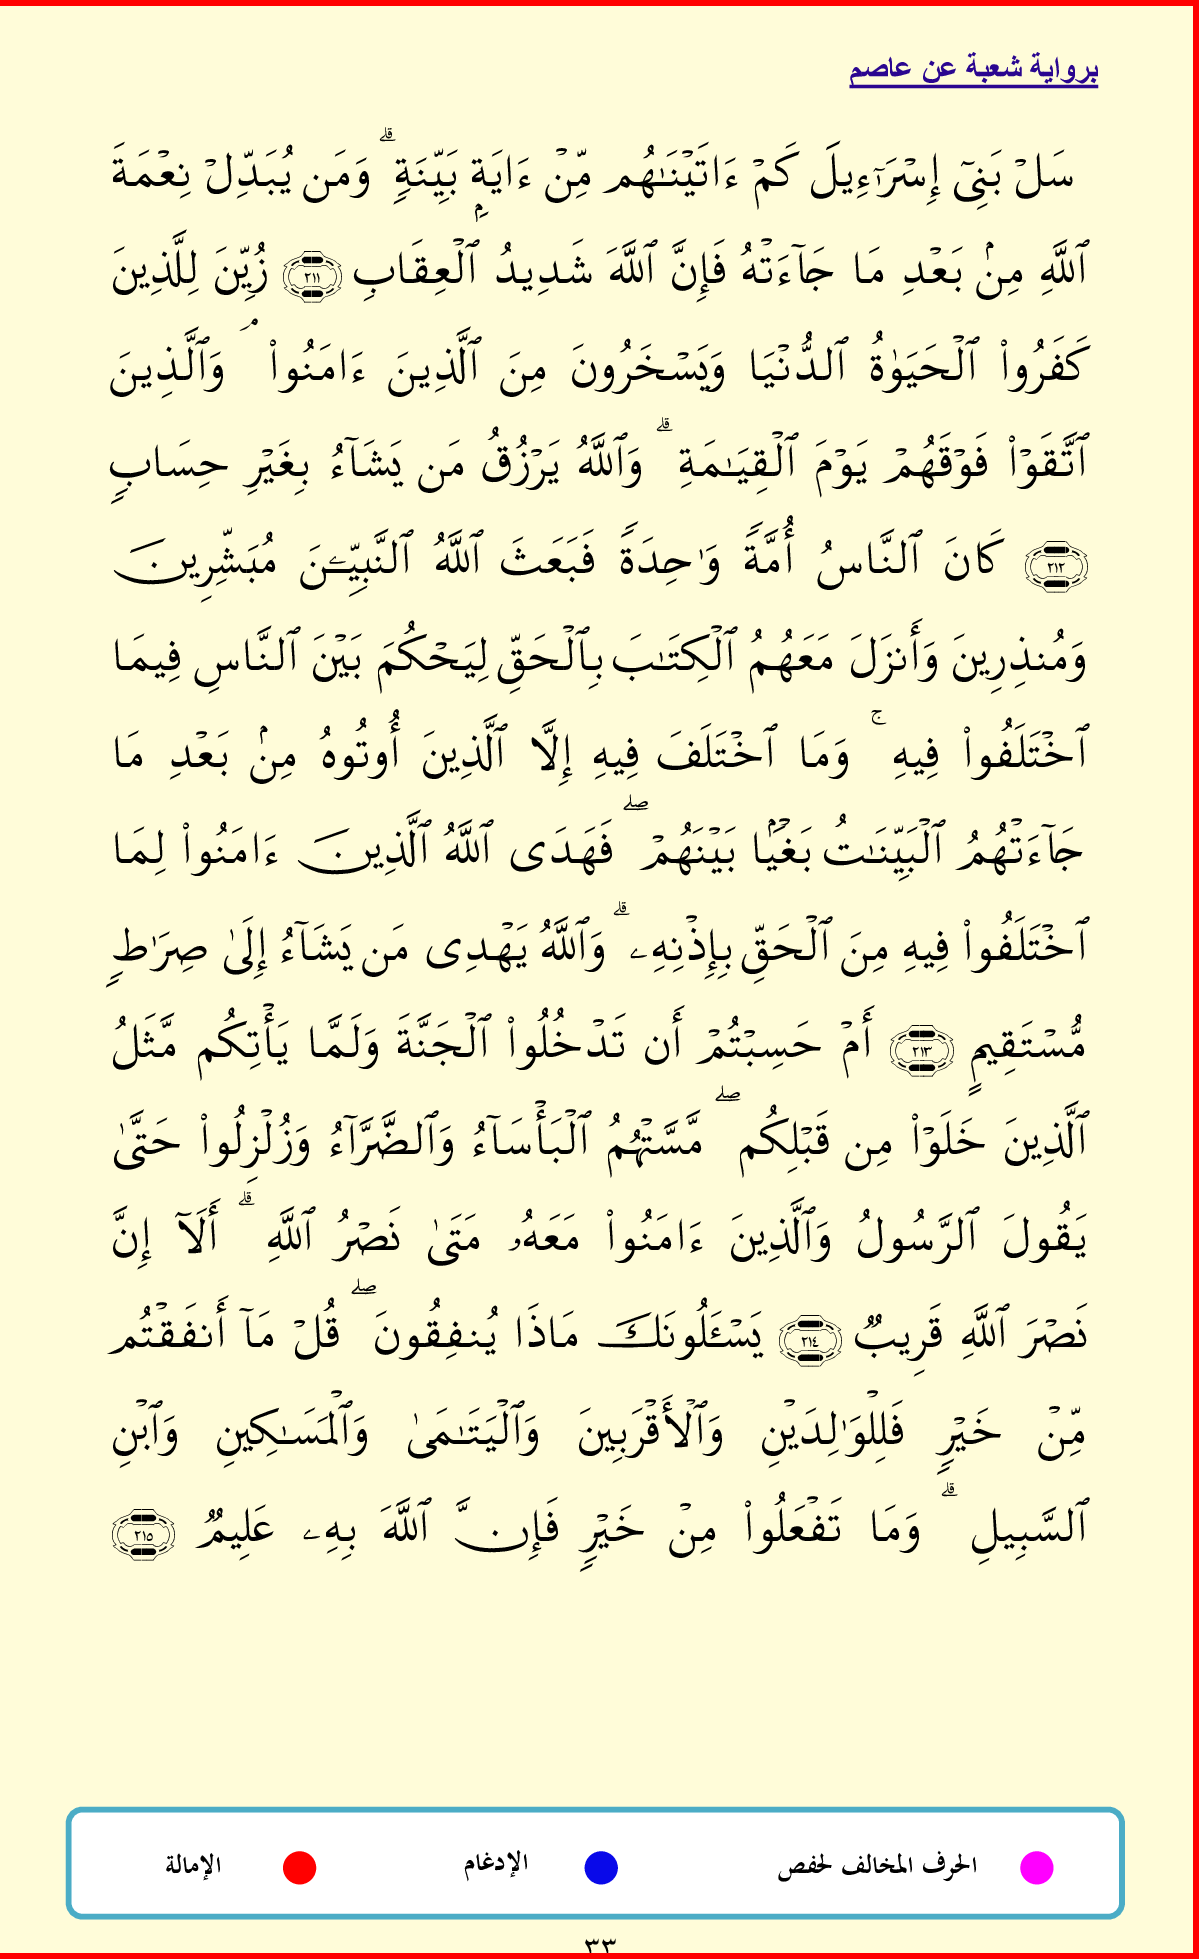 برواية شعبة عن عاصم
سَلۡ بَنِيٓ إِسۡرَٰٓءِيلَ كَمۡ ءَاتَيۡنَٰهُم مِّنۡ ءَايَةِۭ بَيِّنَةٖۗ وَمَن يُبَدِّلۡ نِعۡمَةَ
ٱللَّهِ مِنۢ بَعۡدِ مَا جَآءَتۡهُ فَإِنَّ ٱللَّهَ شَدِيدُ ٱلۡعِقَابِ ٢١١ زُيِّنَ لِلَّذِينَ
كَفَرُواْ ٱلۡحَيَوٰةُ ٱلدُّنۡيَا وَيَسۡخَرُونَ مِنَ ٱلَّذِينَ ءَامَنُواْۘ وَٱلَّذِينَ
ٱتَّقَوۡاْ فَوۡقَهُمۡ يَوۡمَ ٱلۡقِيَٰمَةِۗ وَٱللَّهُ يَرۡزُقُ مَن يَشَآءُ بِغَيۡرِ حِسَابٖ
٢١٢ كَانَ ٱلنَّاسُ أُمَّةٗ وَٰحِدَةٗ فَبَعَثَ ٱللَّهُ ٱلنَّبِيِّـۧنَ مُبَشِّرِينَ
وَمُنذِرِينَ وَأَنزَلَ مَعَهُمُ ٱلۡكِتَٰبَ بِٱلۡحَقِّ لِيَحۡكُمَ بَيۡنَ ٱلنَّاسِ فِيمَا
ٱخۡتَلَفُواْ فِيهِۚ وَمَا ٱخۡتَلَفَ فِيهِ إِلَّا ٱلَّذِينَ أُوتُوهُ مِنۢ بَعۡدِ مَا
جَآءَتۡهُمُ ٱلۡبَيِّنَٰتُ بَغۡيَۢا بَيۡنَهُمۡۖ فَهَدَى ٱللَّهُ ٱلَّذِينَ ءَامَنُواْ لِمَا
ٱخۡتَلَفُواْ فِيهِ مِنَ ٱلۡحَقِّ بِإِذۡنِهِۦۗ وَٱللَّهُ يَهۡدِي مَن يَشَآءُ إِلَىٰ صِرَٰطٖ
مُّسۡتَقِيمٍ ٢١٣ أَمۡ حَسِبۡتُمۡ أَن تَدۡخُلُواْ ٱلۡجَنَّةَ وَلَمَّا يَأۡتِكُم مَّثَلُ
ٱلَّذِينَ خَلَوۡاْ مِن قَبۡلِكُمۖ مَّسَّتۡهُمُ ٱلۡبَأۡسَآءُ وَٱلضَّرَّآءُ وَزُلۡزِلُواْ حَتَّىٰ
يَقُولَ ٱلرَّسُولُ وَٱلَّذِينَ ءَامَنُواْ مَعَهُۥ مَتَىٰ نَصۡرُ ٱللَّهِۗ أَلَآ إِنَّ
نَصۡرَ ٱللَّهِ قَرِيبٞ ٢١٤ يَسۡـَٔلُونَكَ مَاذَا يُنفِقُونَۖ قُلۡ مَآ أَنفَقۡتُم
مِّنۡ خَيۡرٖ فَلِلۡوَٰلِدَيۡنِ وَٱلۡأَقۡرَبِينَ وَٱلۡيَتَٰمَىٰ وَٱلۡمَسَٰكِينِ وَٱبۡنِ
ٱلسَّبِيلِۗ وَمَا تَفۡعَلُواْ مِنۡ خَيۡرٖ فَإِنَّ ٱللَّهَ بِهِۦ عَلِيمٞ ٢١٥
الحرف المخالف لحفص الإدغام الإمالة
٣٣